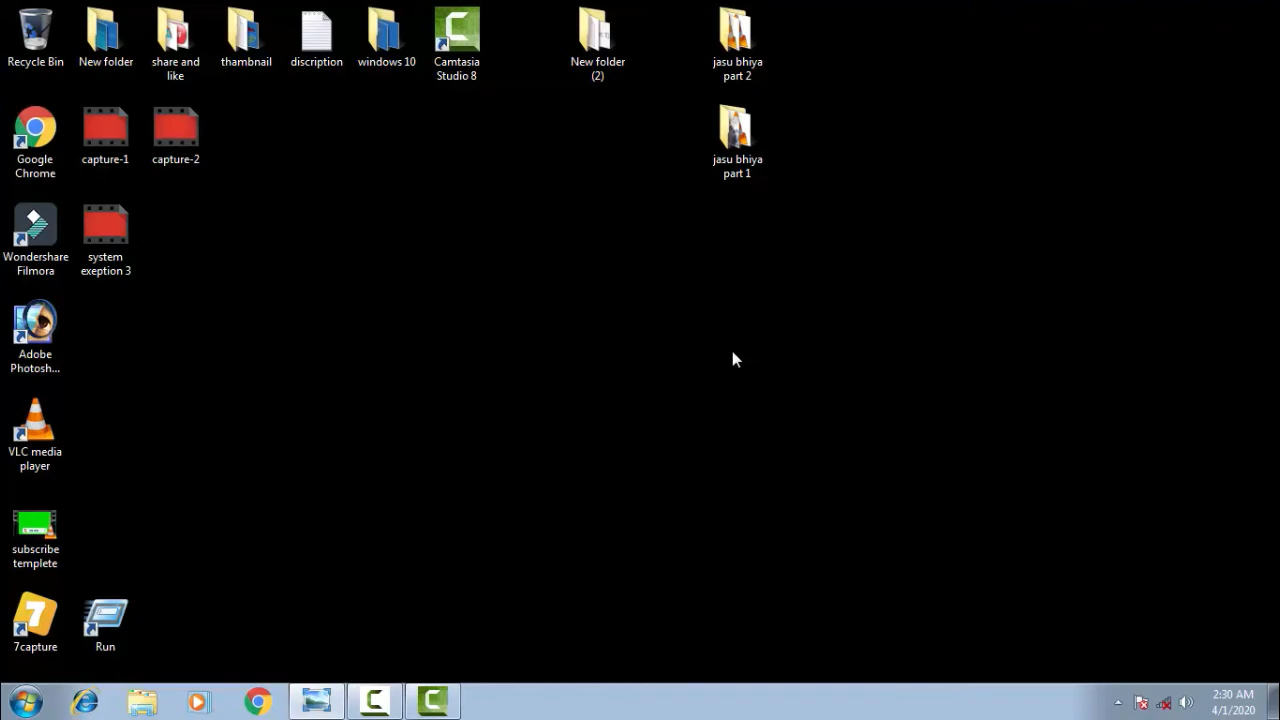 Recycle Bin
New folder
share and
like
thumbnail
discription
windows 10
Camtasia
Studio 8
New folder
(2)
jasu bhiya
part 2
Google
Chrome
capture-1
capture-2
jasu bhiya
part 1
Wondershare
Filmora
system
exeption 3
Adobe
Photosh...
VLC media
player
subscribe
templete
7
7capture
Run
2:30 AM
4/1/2020